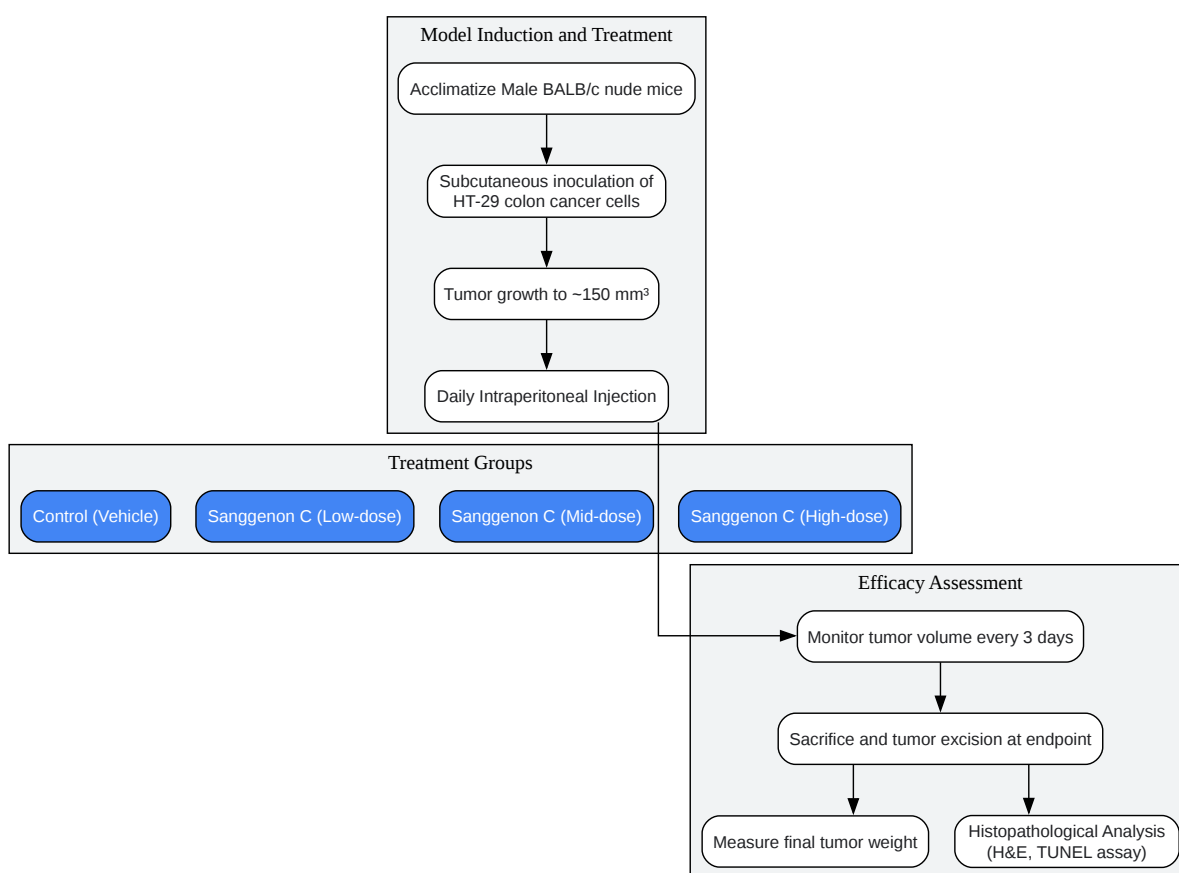 Model Induction and Treatment
Acclimatize Male BALB/c nude mice
Subcutaneous inoculation of
HT-29 colon cancer cells
Tumor growth to ~150 mm³
Daily Intraperitoneal Injection
Treatment Groups
Control (Vehicle)
Sanggenon C (Low-dose)
Sanggenon C (Mid-dose)
Sanggenon C (High-dose)
Efficacy Assessment
Monitor tumor volume every 3 days
Sacrifice and tumor excision at endpoint
Measure final tumor weight
Histopathological Analysis
(H&E, TUNEL assay)